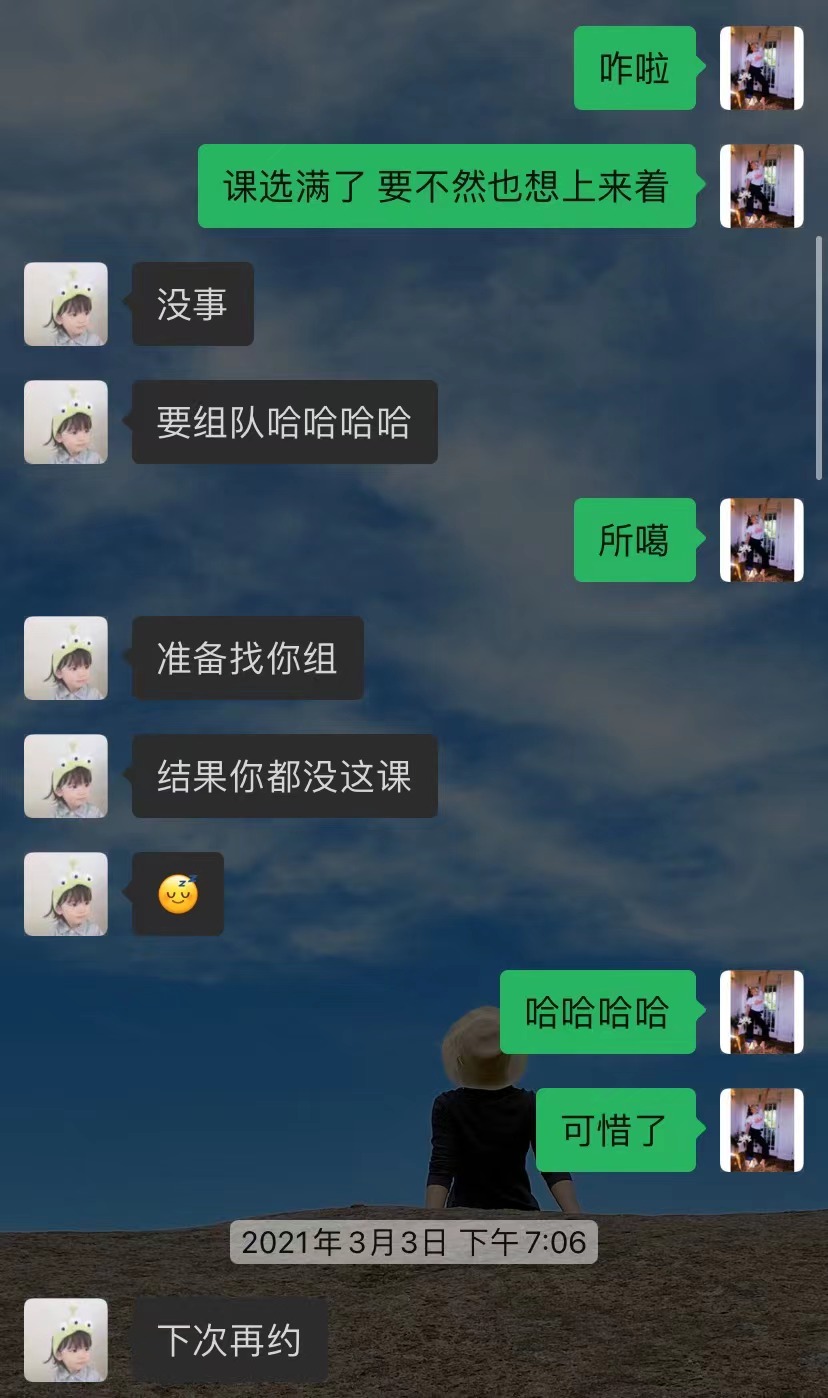 咋啦
课选满了 要不然也想上来着
没事
要组队哈哈哈哈
所噶
准备找你组
结果你都没这课
😴
哈哈哈哈
可惜了
2021年3月3日 下午7:06
下次再约